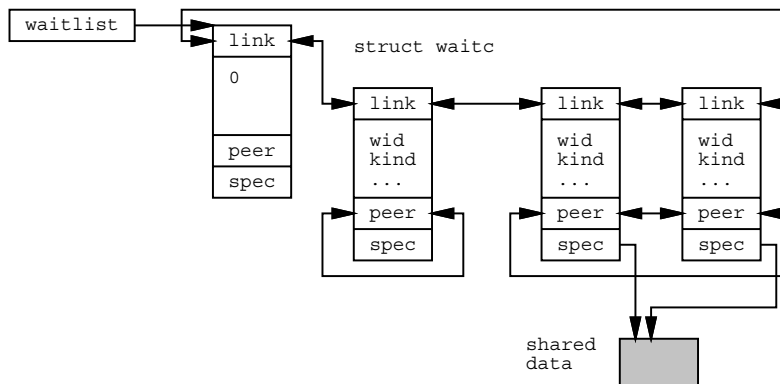 waitlist
link
0
peer
spec
struct waitc
link
wid
kind
...
peer
spec
link
wid
kind
...
peer
spec
link
wid
kind
...
peer
spec
shared
data